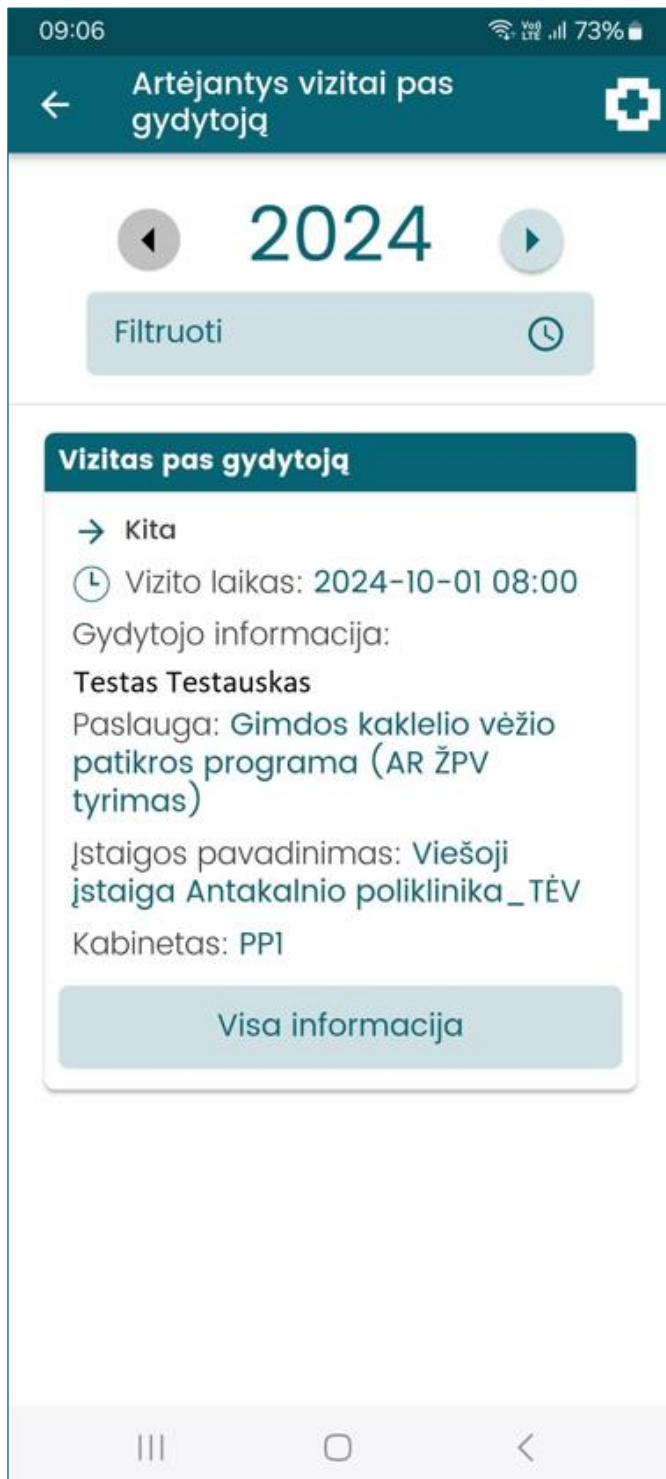 09:06 Vo)) LTE 73%
Artėjantys vizitai pas
gydytoją
2024
Filtruoti
Vizitas pas gydytoją
Kita
Vizito laikas: 2024-10-01 08:00
Gydytojo informacija:
Testas Testauskas
Paslauga: Gimdos kaklelio vėžio
patikros programa (AR ŽPV
tyrimas)
Įstaigos pavadinimas: Viešoji
įstaiga Antakalnio poliklinika_TĖV
Kabinetas: PP1
Visa informacija